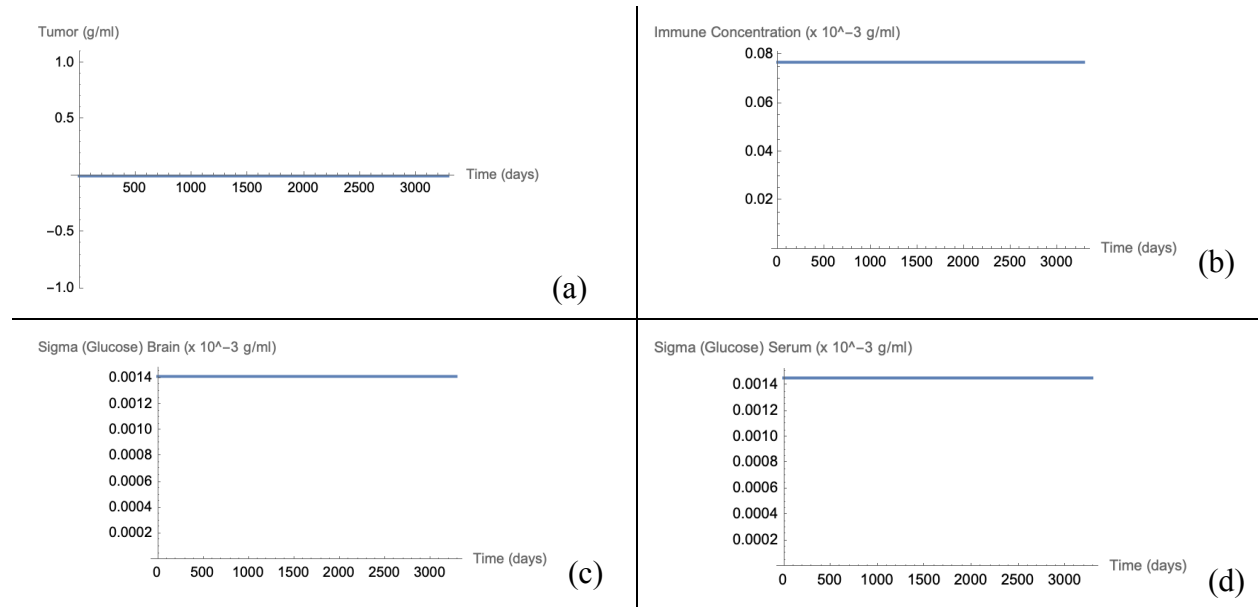 Tumor (g/ml)
1.0
0.5
Time (days)
500 1000 1500 2000 2500 3000
−0.5
−1.0
(a)
Immune Concentration (x 10^−3 g/ml)
0.08
0.06
0.04
0.02
Time (days)
0 500 1000 1500 2000 2500 3000
(b)
Sigma (Glucose) Brain (x 10^−3 g/ml)
0.0014
0.0012
0.0010
0.0008
0.0006
0.0004
0.0002
Time (days)
0 500 1000 1500 2000 2500 3000
(c)
Sigma (Glucose) Serum (x 10^−3 g/ml)
0.0014
0.0012
0.0010
0.0008
0.0006
0.0004
0.0002
Time (days)
0 500 1000 1500 2000 2500 3000
(d)